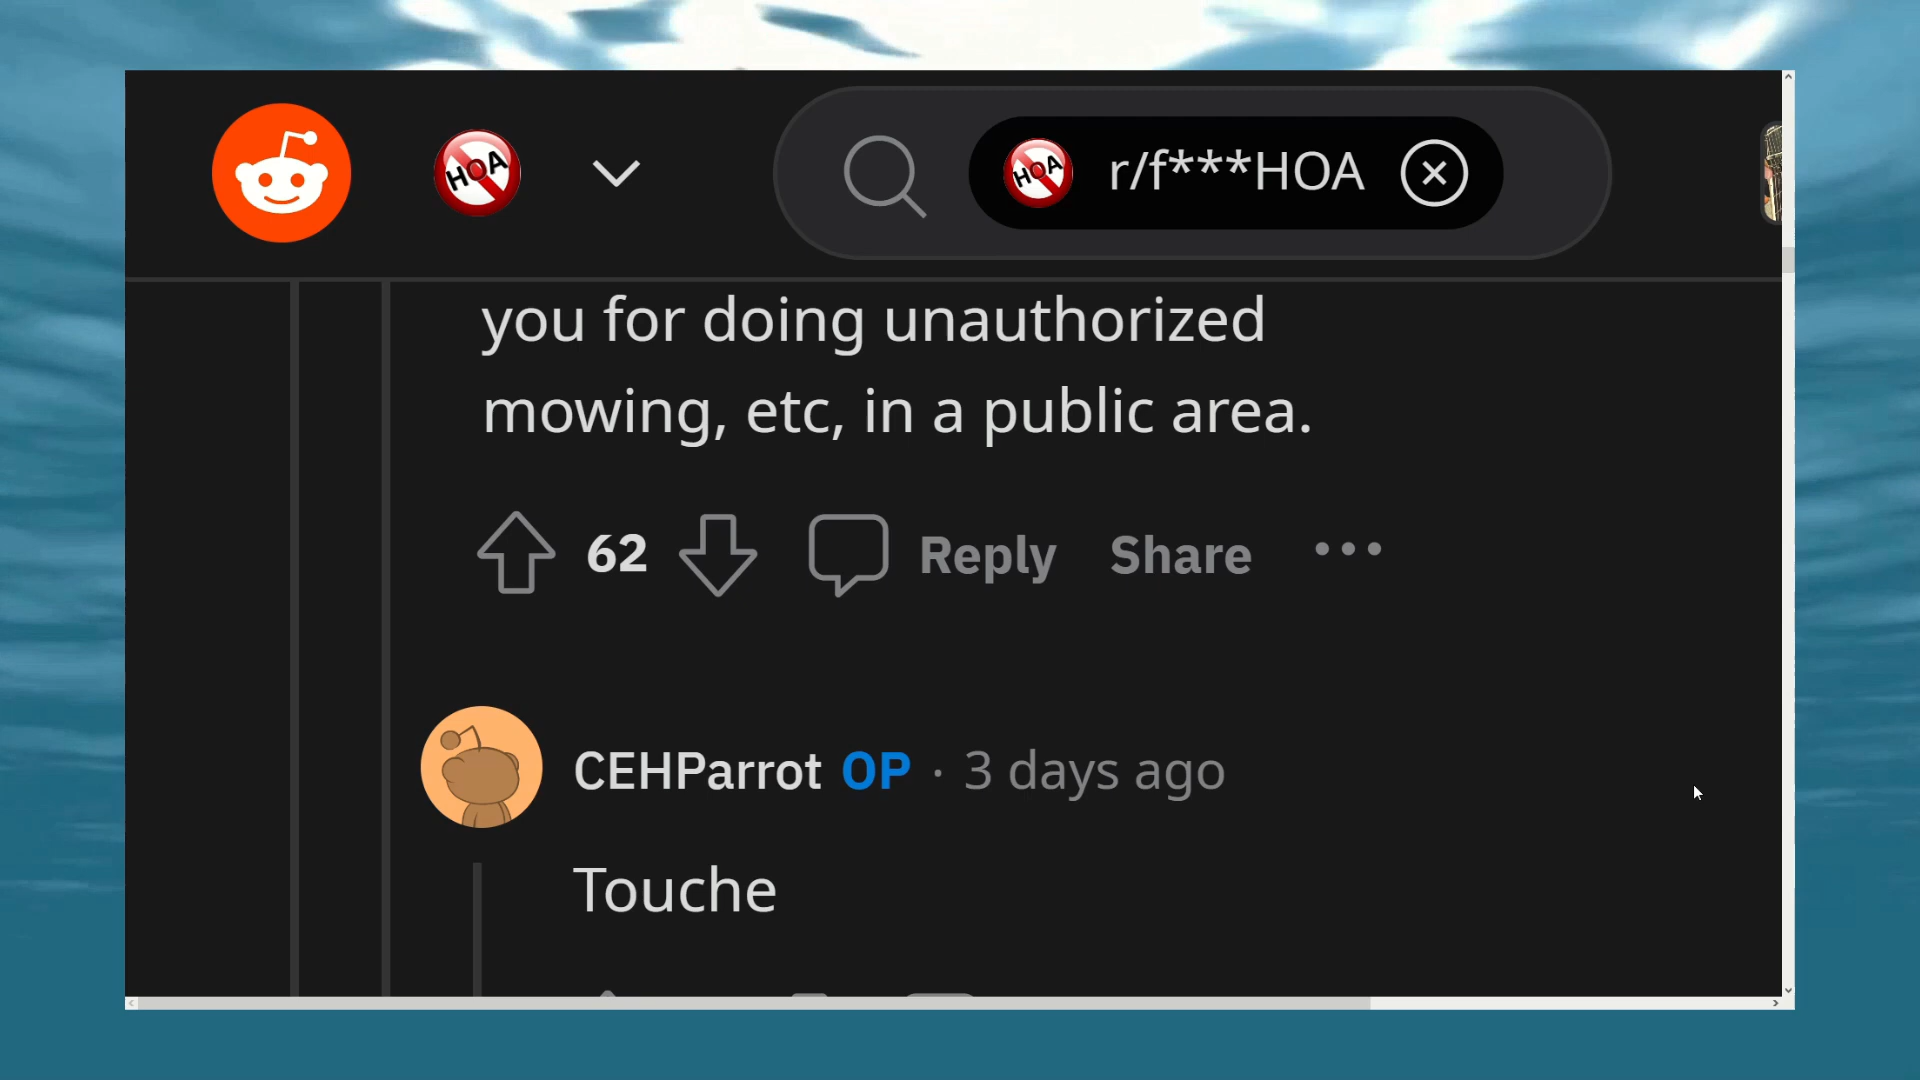 HOA
HOA r/f***HOA
you for doing unauthorized
mowing, etc, in a public area.
62 Reply Share ...
CEHParrot OP · 3 days ago
Touche